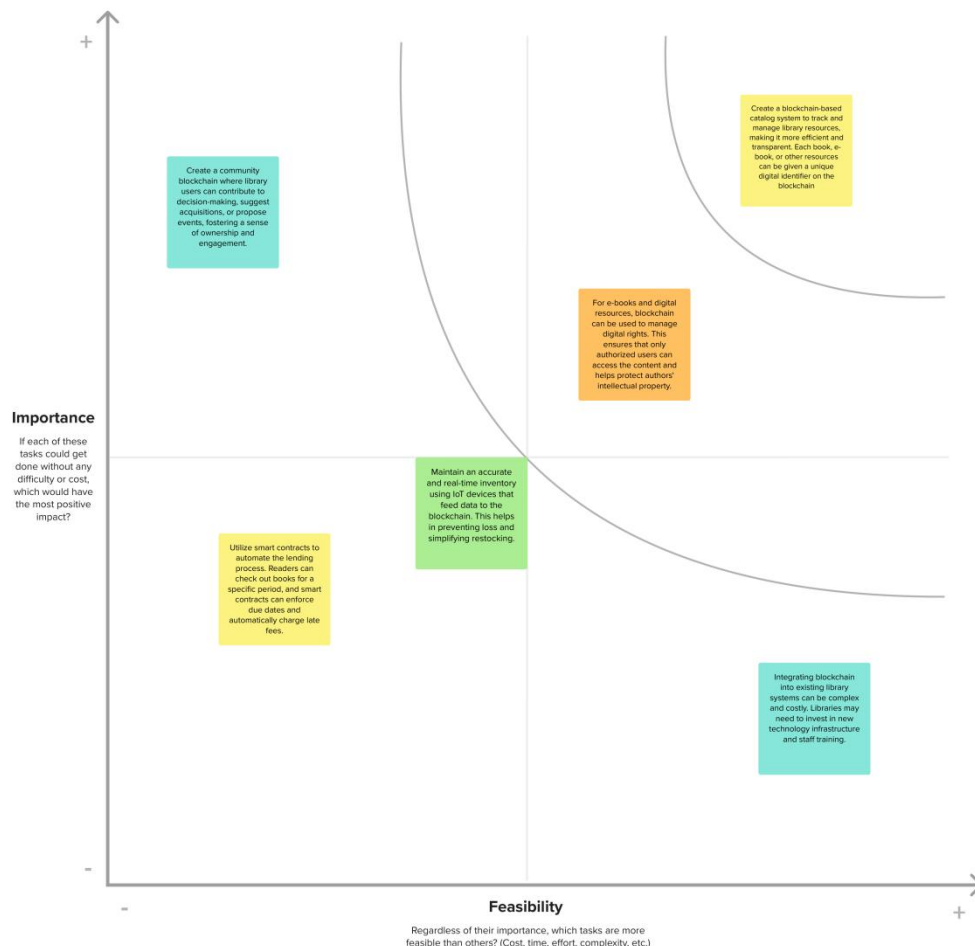 +
Create a blockchain-based
catalog system to track and
manage library resources,
making it more efficient and
transparent. Each book, e-
book, or other resources
can be given a unique
digital identifier on the
blockchain
Create a community
blockchain where library
users can contribute to
decision-making, suggest
acquisitions, or propose
events, fostering a sense
of ownership and
engagement.
For e-books and digital
resources, blockchain
can be used to manage
digital rights. This
ensures that only
authorized users can
access the content and
helps protect authors'
intellectual property.
Importance
If each of these
tasks could get
done without any
difficulty or cost,
which would have
the most positive
impact?
Maintain an accurate
and real-time inventory
using IoT devices that
feed data to the
blockchain. This helps
in preventing loss and
simplifying restocking.
Utilize smart contracts to
automate the lending
process. Readers can
check out books for a
specific period, and smart
contracts can enforce
due dates and
automatically charge late
fees.
Integrating blockchain
into existing library
systems can be complex
and costly. Libraries may
need to invest in new
technology infrastructure
and staff training.
-
-
Feasibility
+
Regardless of their importance, which tasks are more
feasible than others? (Cost, time, effort, complexity, etc.)